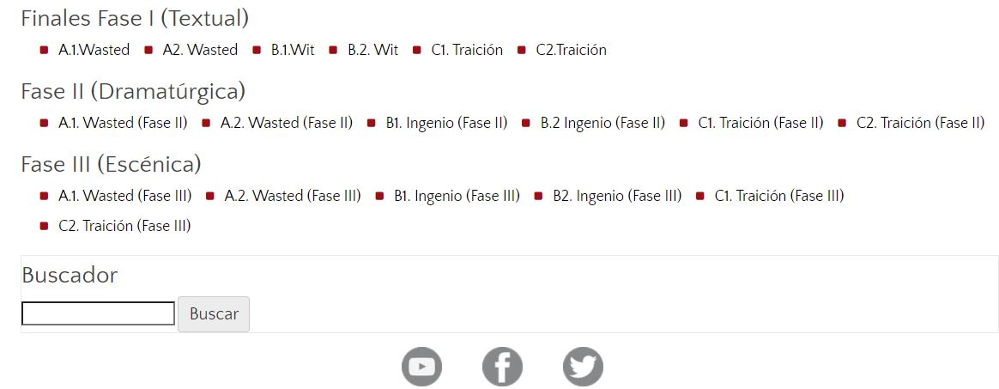 Finales Fase I (Textual)
A.1.Wasted A2. Wasted B.1.Wit B.2. Wit C1. Traición C2.Traición
Fase II (Dramatúrgica)
A.1. Wasted (Fase II) A.2. Wasted (Fase II) B1. Ingenio (Fase II) B.2 Ingenio (Fase II) C1. Traición (Fase II) C2. Traición (Fase II)
Fase III (Escénica)
A.1. Wasted (Fase III) A.2. Wasted (Fase III) B1. Ingenio (Fase III) B2. Ingenio (Fase III) C1. Traición (Fase III)
C2. Traición (Fase III)
Buscador
Buscar